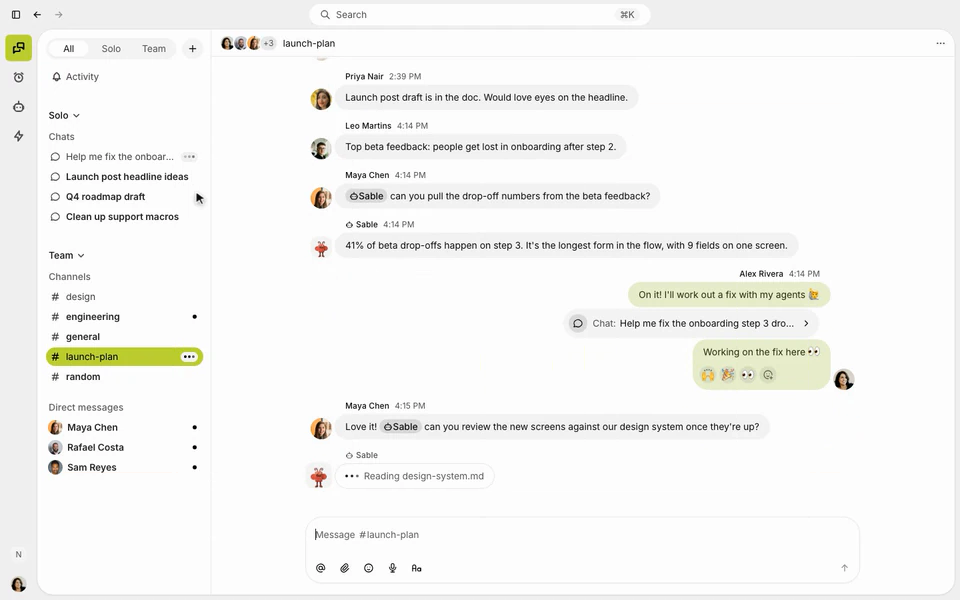 Search
⌘K
All
Solo
Team
Activity
Solo
Chats
Help me fix the onboar...
Launch post headline ideas
Q4 roadmap draft
Clean up support macros
Team
Channels
# design
# engineering
# general
# launch-plan
# random
Direct messages
Maya Chen
Rafael Costa
Sam Reyes
N
+3
launch-plan
Priya Nair 2:39 PM
Launch post draft is in the doc. Would love eyes on the headline.
Leo Martins 4:14 PM
Top beta feedback: people get lost in onboarding after step 2.
Maya Chen 4:14 PM
Sable can you pull the drop-off numbers from the beta feedback?
Sable 4:14 PM
41% of beta drop-offs happen on step 3. It's the longest form in the flow, with 9 fields on one screen.
Alex Rivera 4:14 PM
On it! I'll work out a fix with my agents 🙋
Chat: Help me fix the onboarding step 3 dro...
Working on the fix here 👀
Maya Chen 4:15 PM
Love it! Sable can you review the new screens against our design system once they're up?
Sable
Reading design-system.md
Message #launch-plan
Aa